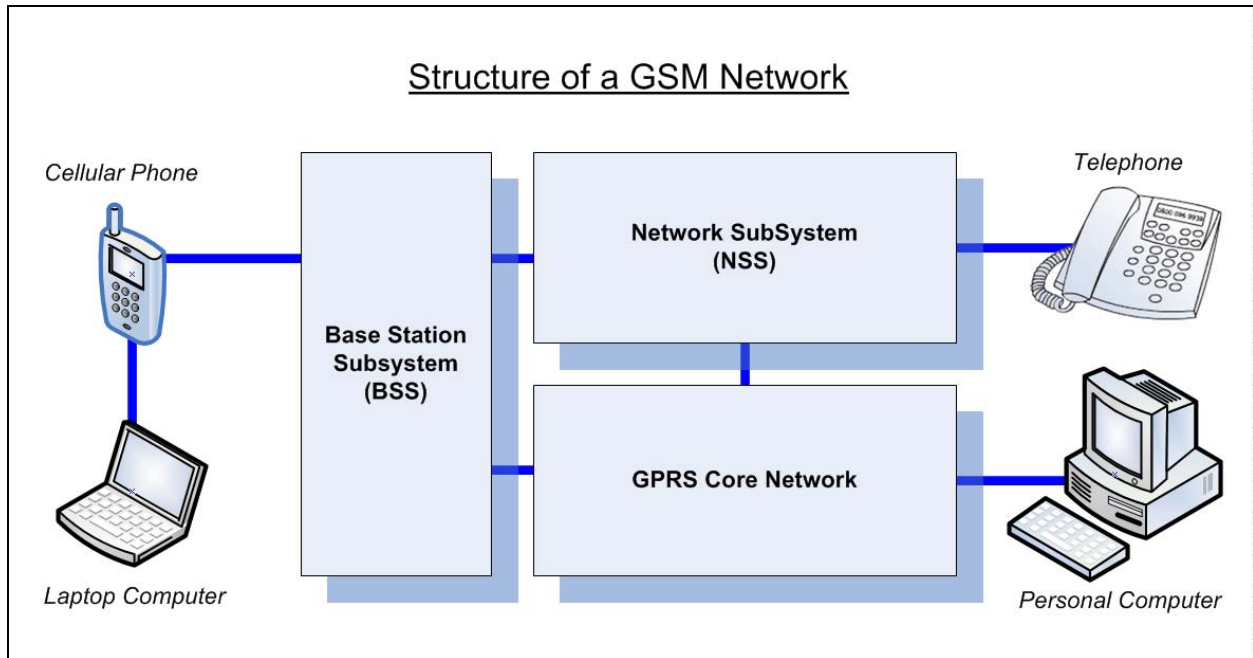 Structure of a GSM Network
Cellular Phone
Telephone
Network SubSystem
(NSS)
Base Station
Subsystem
(BSS)
GPRS Core Network
Laptop Computer
Personal Computer